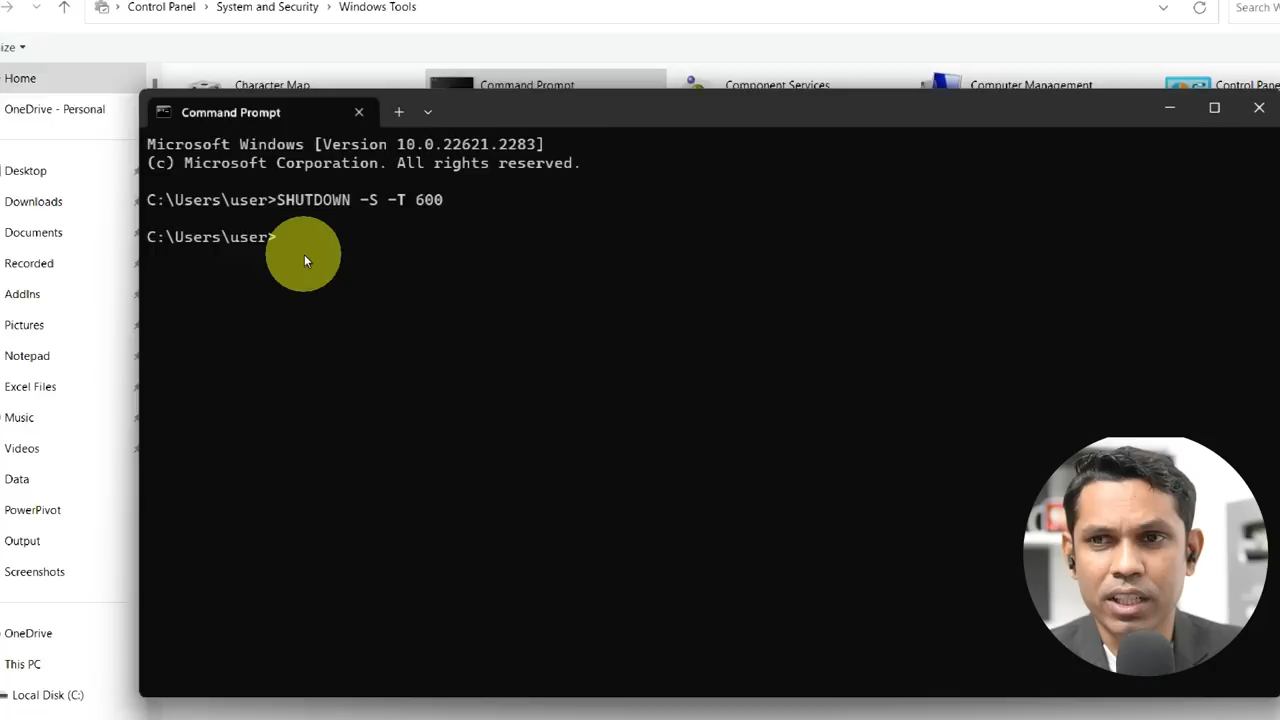 Control Panel > System and Security > Windows Tools
Search W
ize
Home
Character Map
Command Prompt
Component Services
Computer Management
Control Pane
OneDrive - Personal
Command Prompt
Microsoft Windows [Version 10.0.22621.2283]
(c) Microsoft Corporation. All rights reserved.
C:\Users\user>SHUTDOWN -S -T 600
C:\Users\user>
Desktop
Downloads
Documents
Recorded
AddIns
Pictures
Notepad
Excel Files
Music
Videos
Data
PowerPivot
Output
Screenshots
OneDrive
This PC
Local Disk (C:)